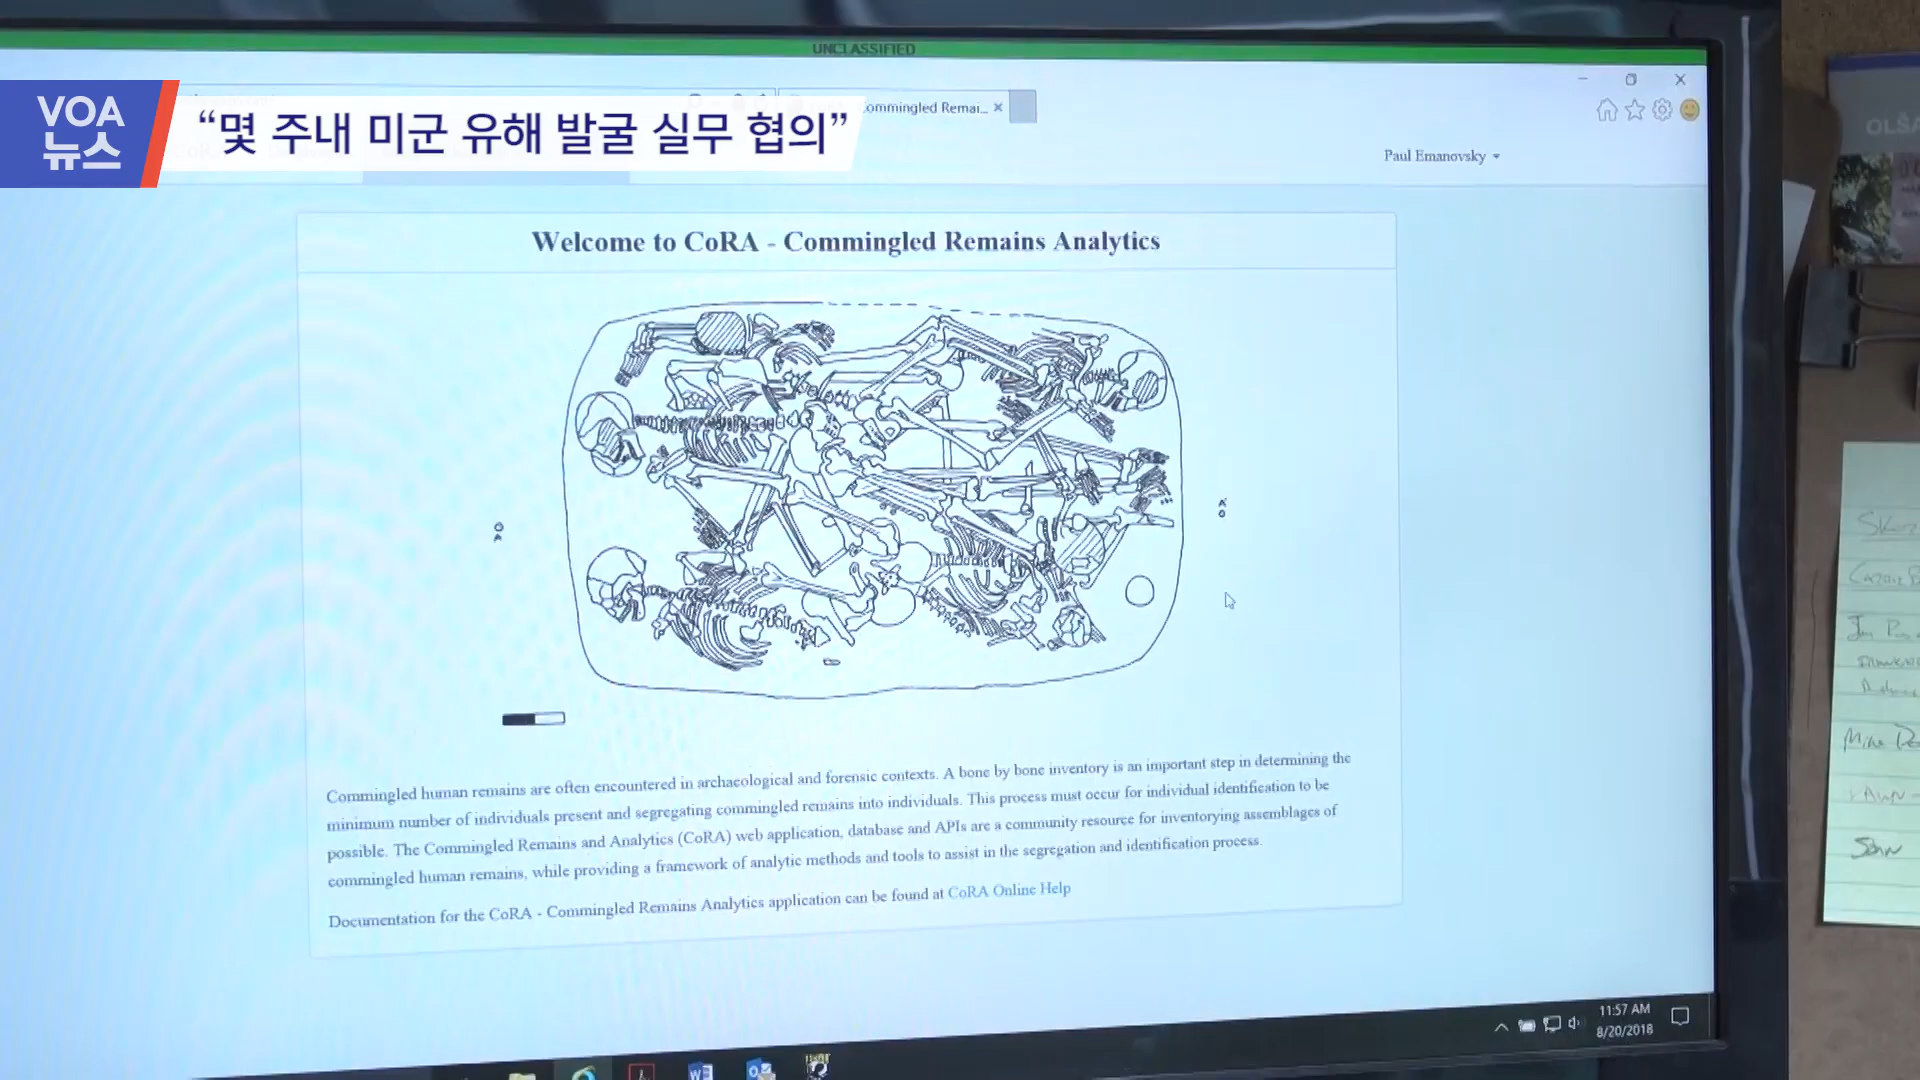 UNCLASSIFIED
VOA
뉴스
“몇 주내 미군 유해 발굴 실무 협의”
ommingled Remai...
Paul Emanovsky
Welcome to CoRA - Commingled Remains Analytics
Commingled human remains are often encountered in archaeological and forensic contexts. A bone by bone inventory is an important step in determining the
minimum number of individuals present and segregating commingled remains into individuals. This process must occur for individual identification to be
possible. The Commingled Remains and Analytics (CoRA) web application, database and APIs are a community resource for inventorying assemblages of
commingled human remains, while providing a framework of analytic methods and tools to assist in the segregation and identification process.
Documentation for the CoRA - Commingled Remains Analytics application can be found at CoRA Online Help
11:57 AM
8/20/2018
OLŠA